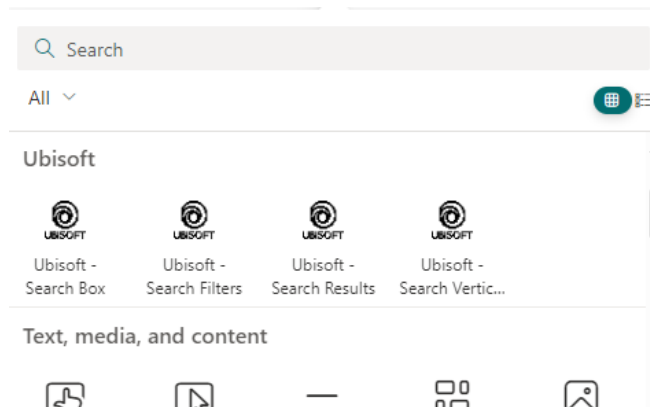 Search
All
Ubisoft
UBISOFT UBISOFT UBISOFT UBISOFT
Ubisoft - Ubisoft - Ubisoft - Ubisoft -
Search Box Search Filters Search Results Search Vertic...
Text, media, and content